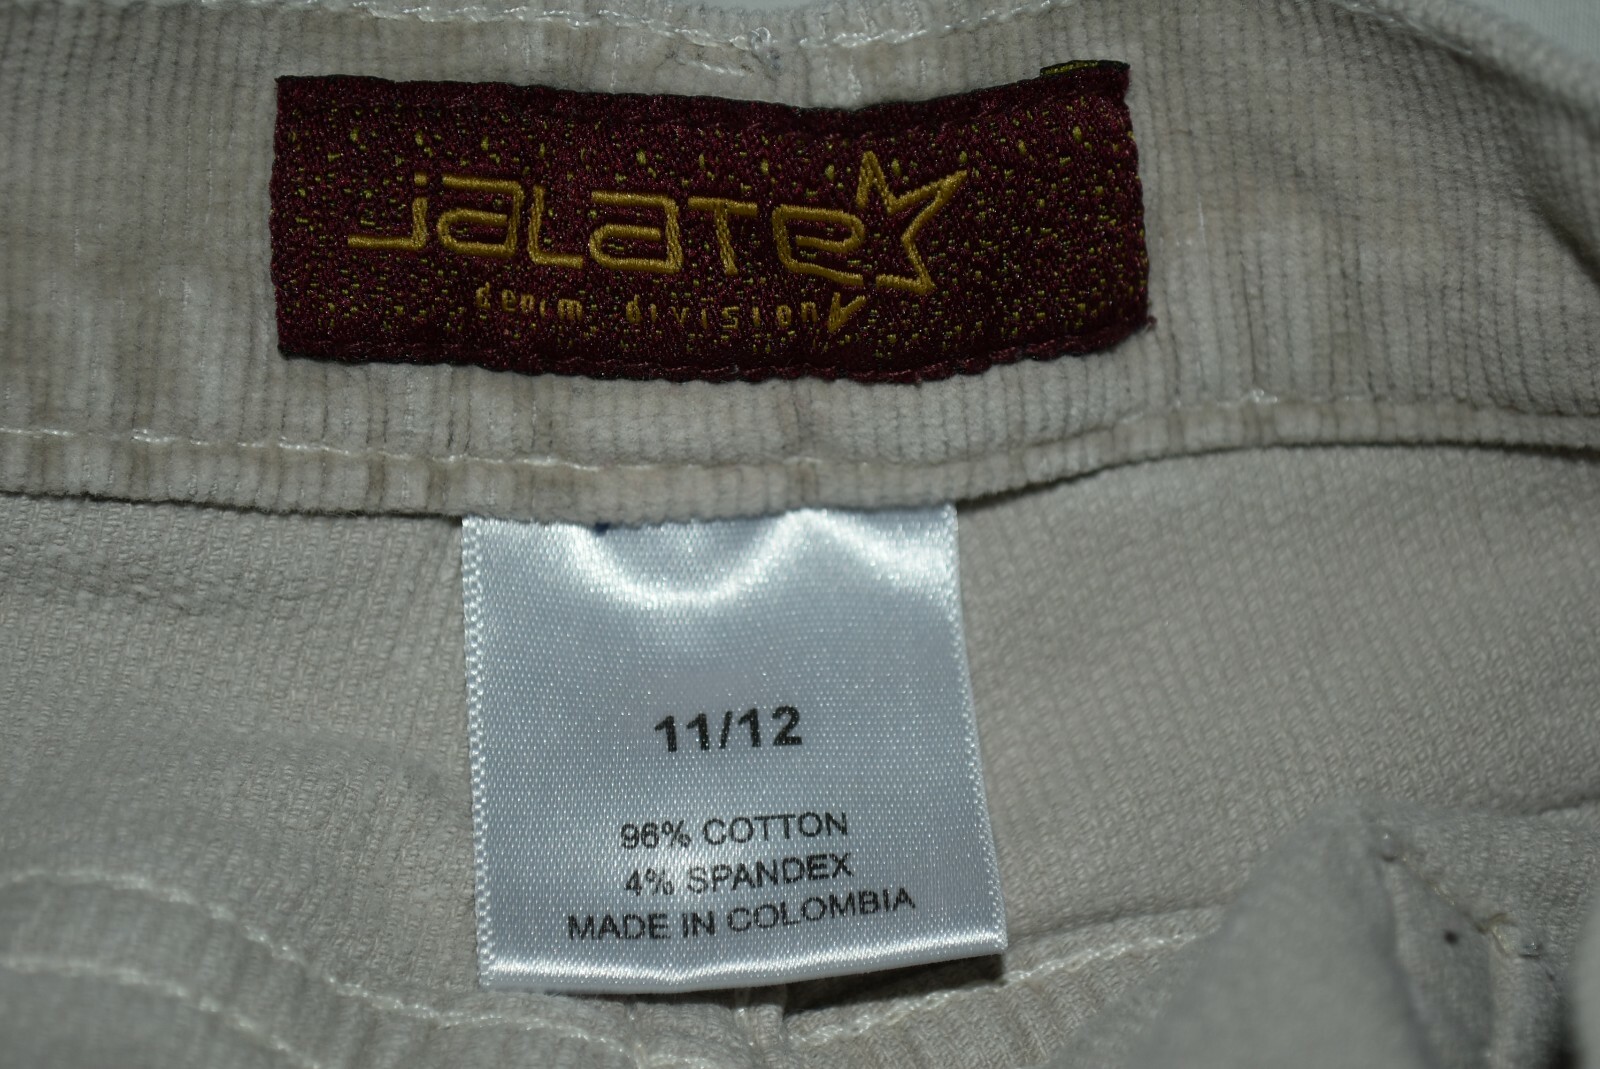 jaLaTe
denim division
11/12
96% COTTON
4% SPANDEX
MADE IN COLOMBIA